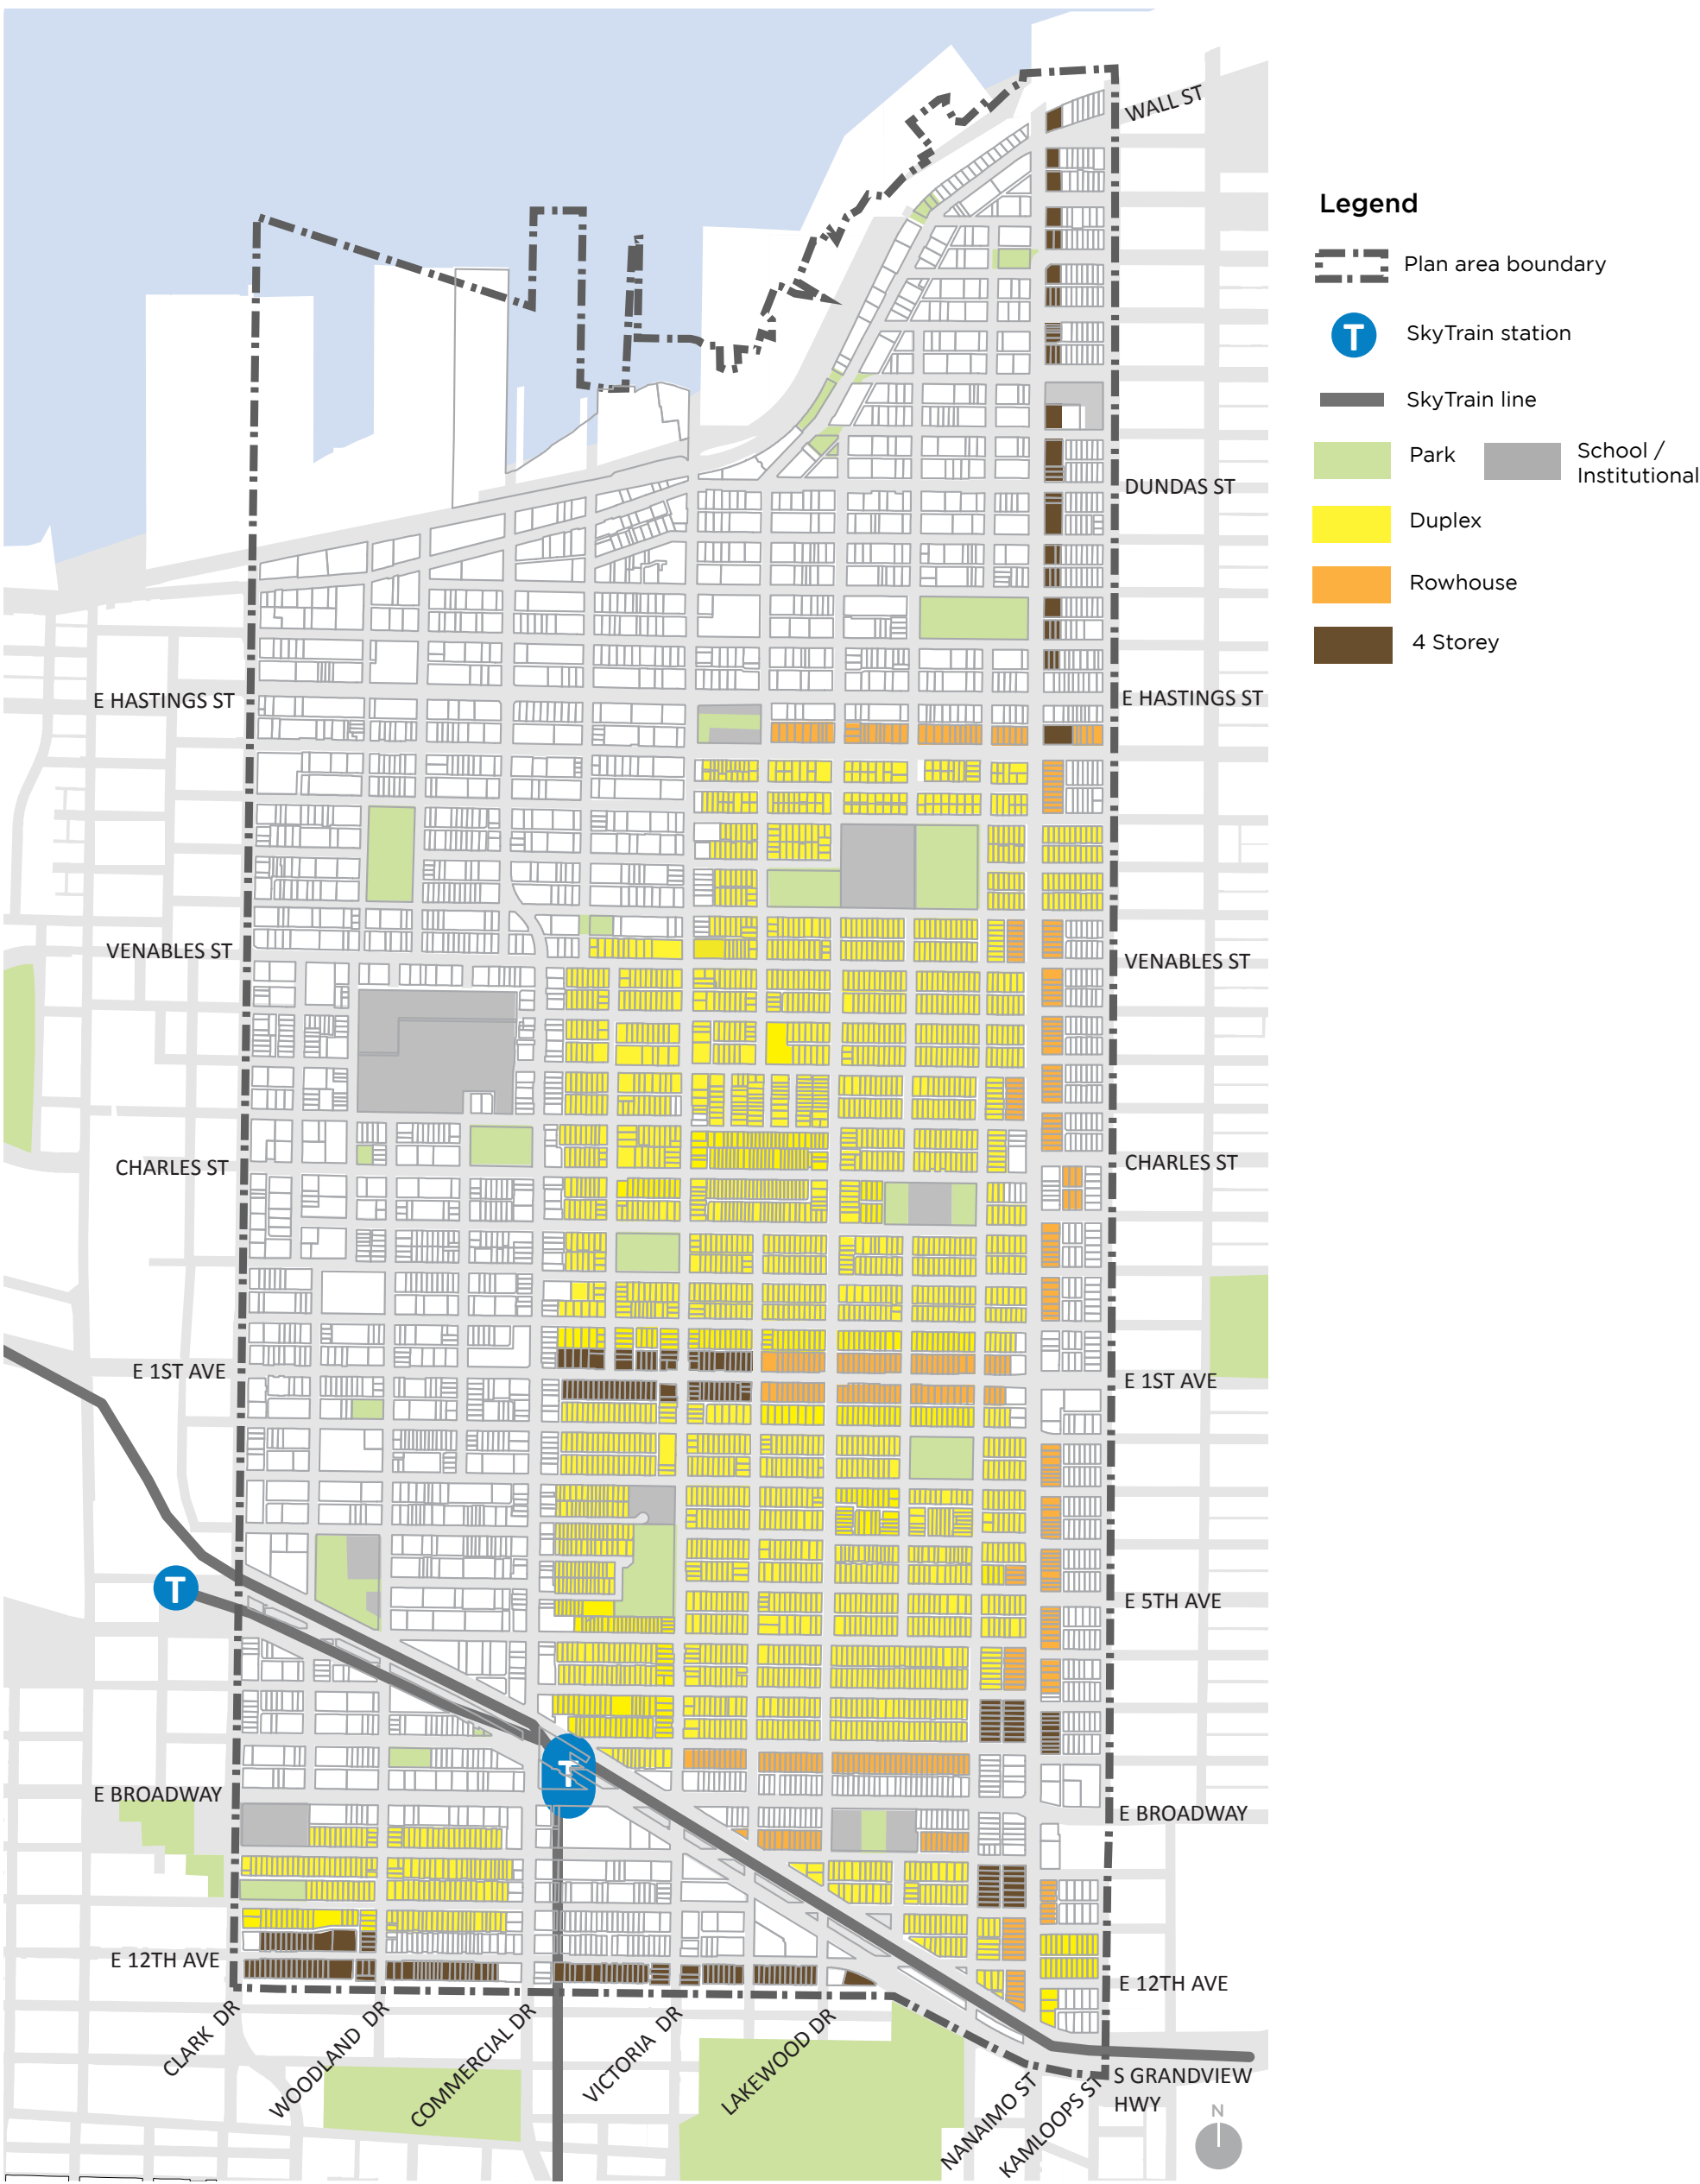 WALL ST
Legend
Plan area boundary
T
SkyTrain station
SkyTrain line
Park
School /
Institutional
DUNDAS ST
Duplex
Rowhouse
4 Storey
E HASTINGS ST
E HASTINGS ST
VENABLES ST
VENABLES ST
CHARLES ST
CHARLES ST
E 1ST AVE
E 1ST AVE
T
E 5TH AVE
T
E BROADWAY
E BROADWAY
E 12TH AVE
E 12TH AVE
CLARK DR
WOODLAND DR
COMMERCIAL DR
VICTORIA DR
LAKEWOOD DR
NANAIMO ST
KAMLOOPS ST
S GRANDVIEW
HWY
N